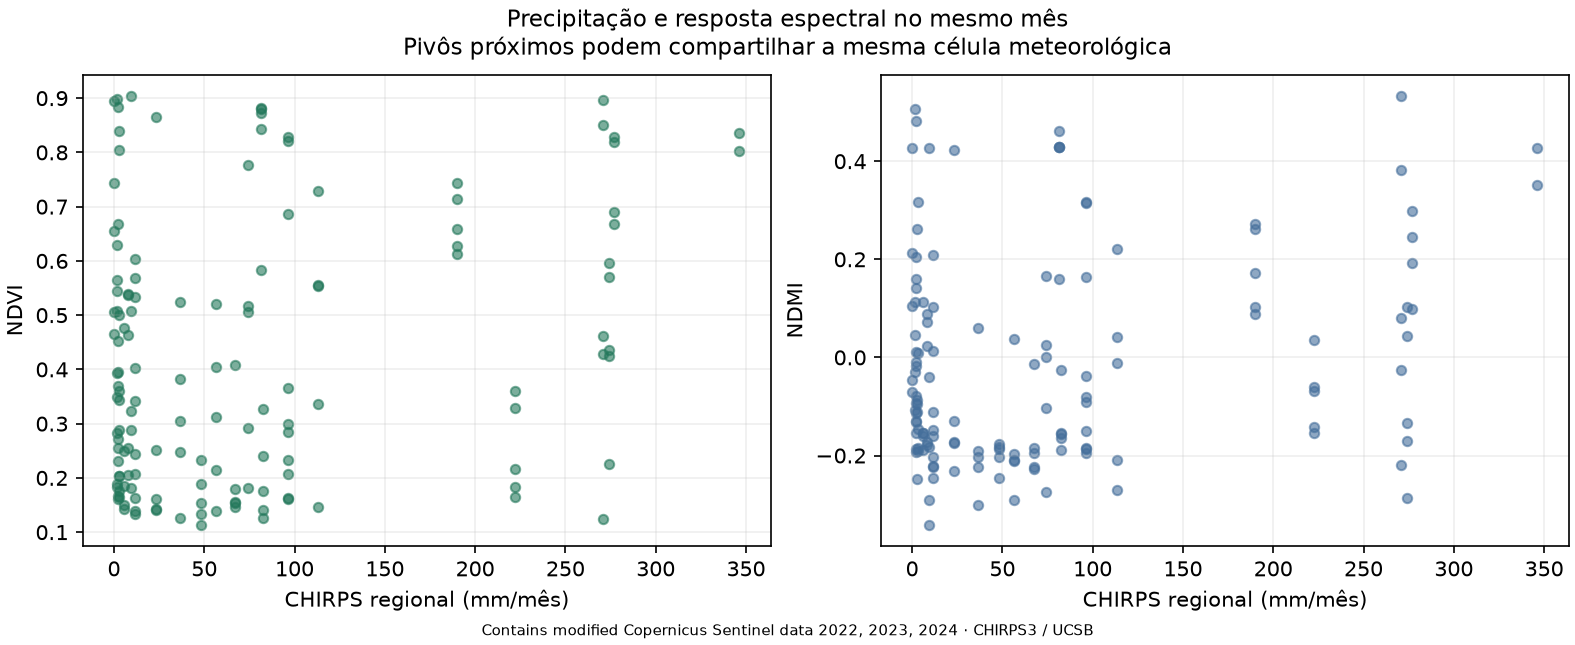 Precipitação e resposta espectral no mesmo mês
Pivôs próximos podem compartilhar a mesma célula meteorológica
NDVI
0.9
0.8
0.7
0.6
0.5
0.4
0.3
0.2
0.1
0 50 100 150 200 250 300 350
CHIRPS regional (mm/mês)
NDMI
0.4
0.2
0.0
−0.2
0 50 100 150 200 250 300 350
CHIRPS regional (mm/mês)
Contains modified Copernicus Sentinel data 2022, 2023, 2024 · CHIRPS3 / UCSB